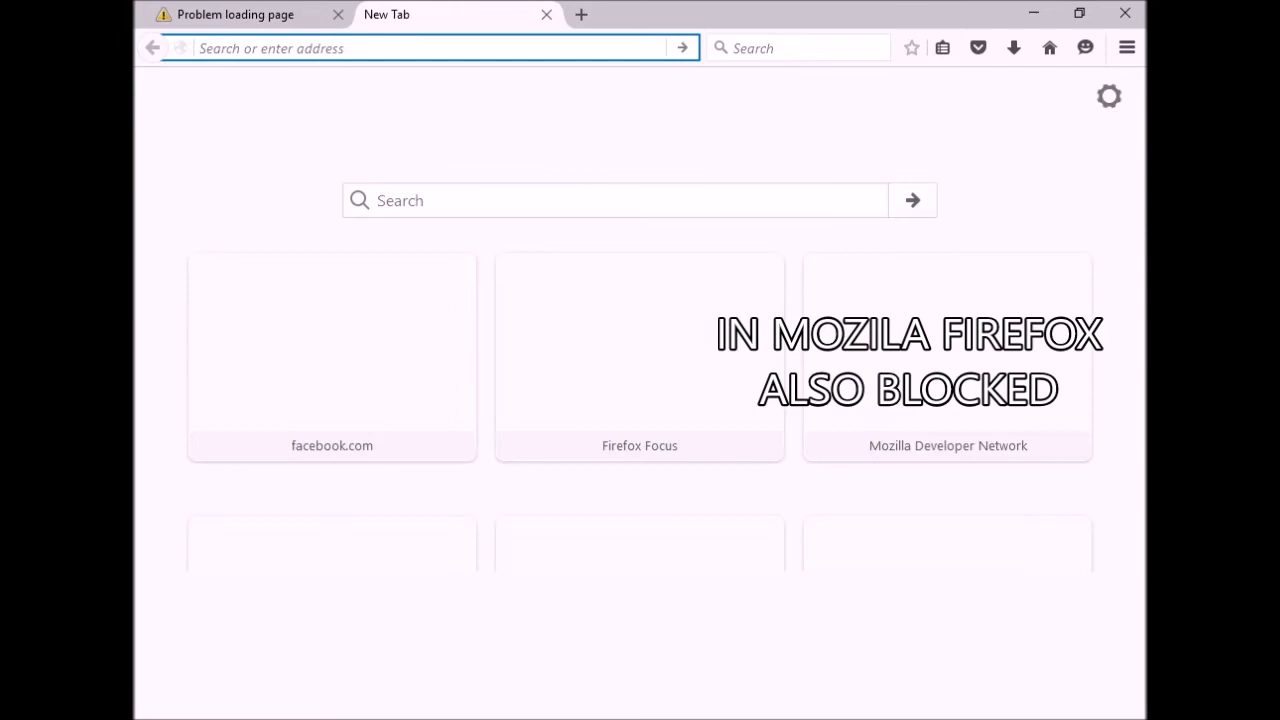 Problem loading page
New Tab
Search or enter address
Search
Search
IN MOZILA FIREFOX
ALSO BLOCKED
facebook.com
Firefox Focus
Mozilla Developer Network